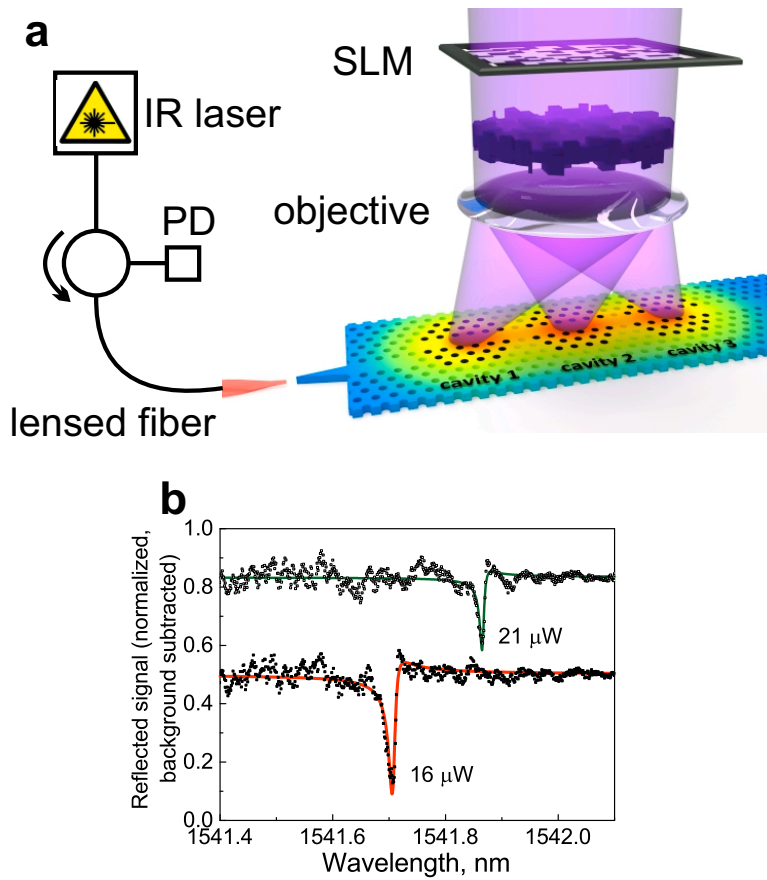 a
SLM
IR laser
PD
objective
cavity 1
cavity 2
cavity 3
lensed fiber
b
Reflected signal (normalized,
background subtracted)
1.0
0.8
0.6
0.4
0.2
0.0
21 μW
16 μW
1541.4
1541.6
1541.8
1542.0
Wavelength, nm